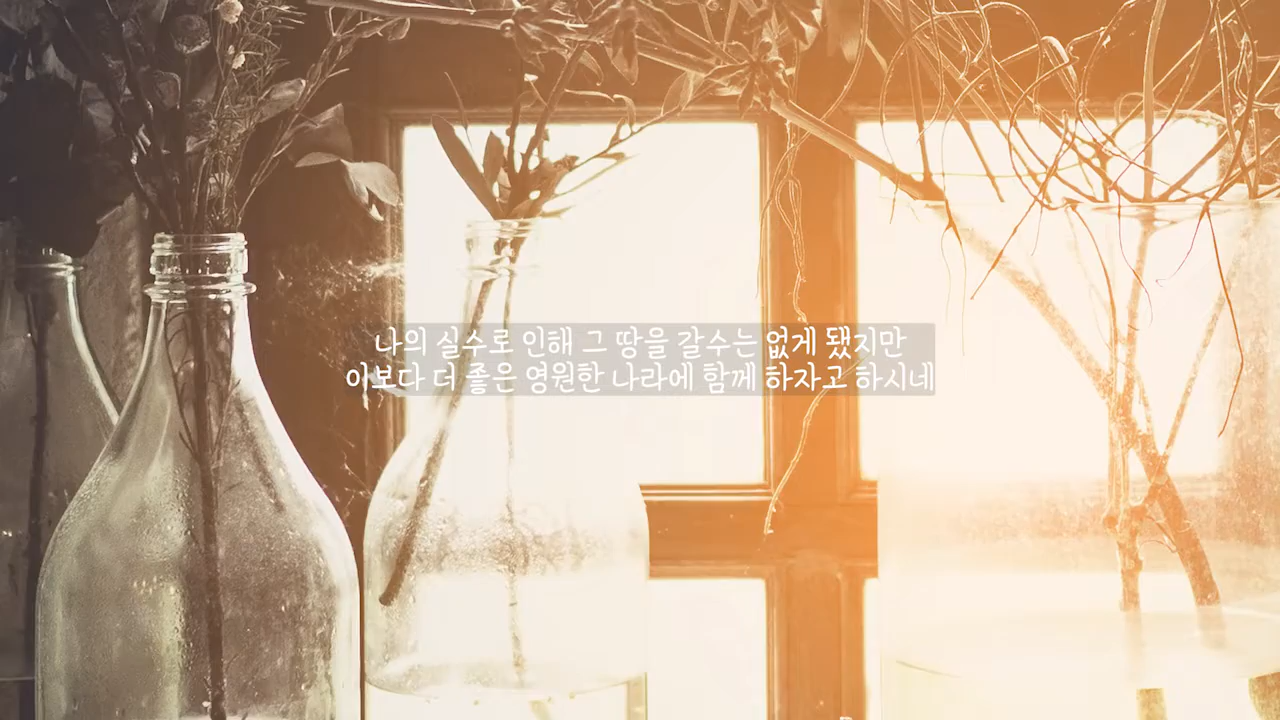 나의 실수로 인해 그 땅을 갈수는 없게 됐지만
이보다 더 좋은 영원한 나라에 함께 하자고 하시네